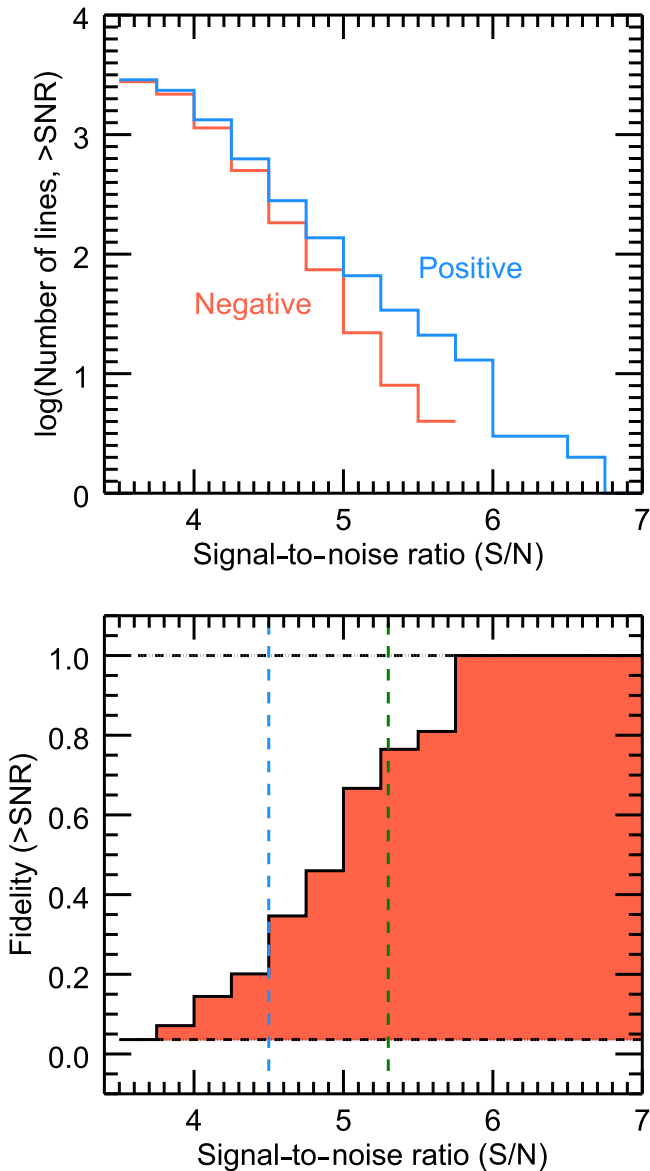 4
3
2
1
0
log(Number of lines, >SNR)
Positive
Negative
4 5 6 7
Signal-to-noise ratio (S/N)
1.0
0.8
0.6
0.4
0.2
0.0
Fidelity (>SNR)
4 5 6 7
Signal-to-noise ratio (S/N)